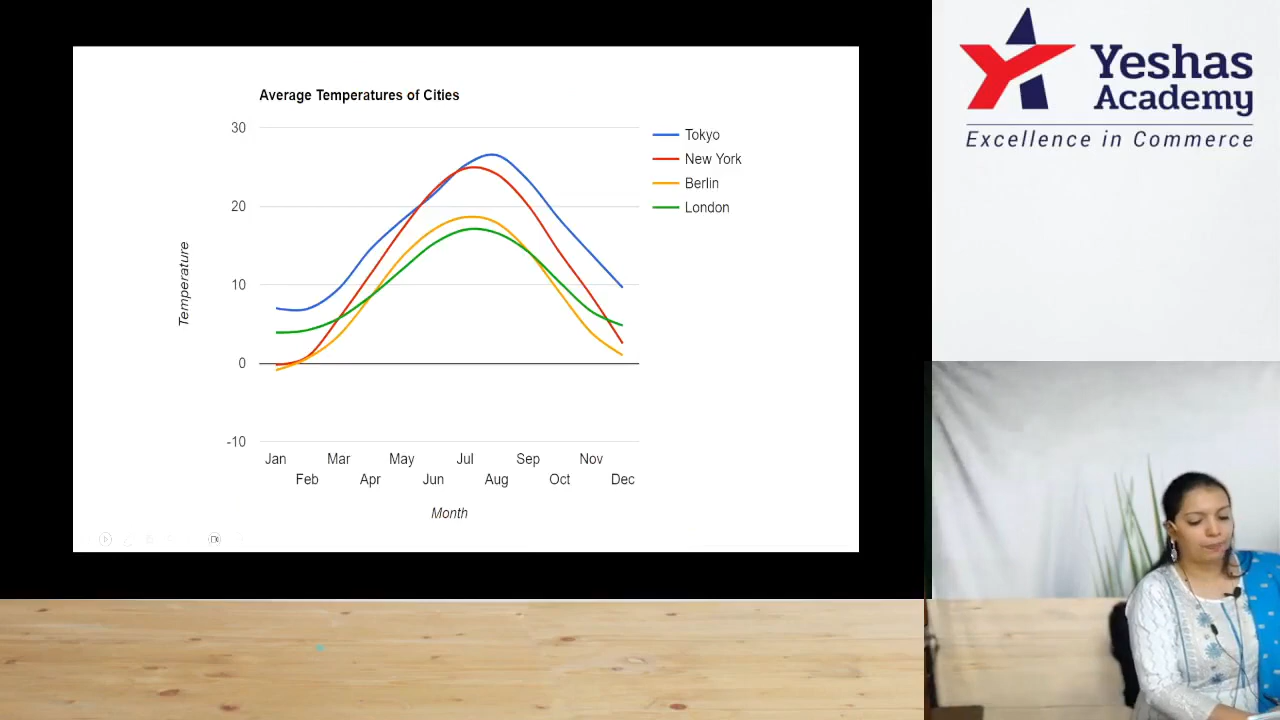 Average Temperatures of Cities
30
20
10
0
-10
Temperature
Jan
Feb
Mar
Apr
May
Jun
Jul
Aug
Sep
Oct
Nov
Dec
Month
Tokyo
New York
Berlin
London
Yeshas
Academy
Excellence in Commerce